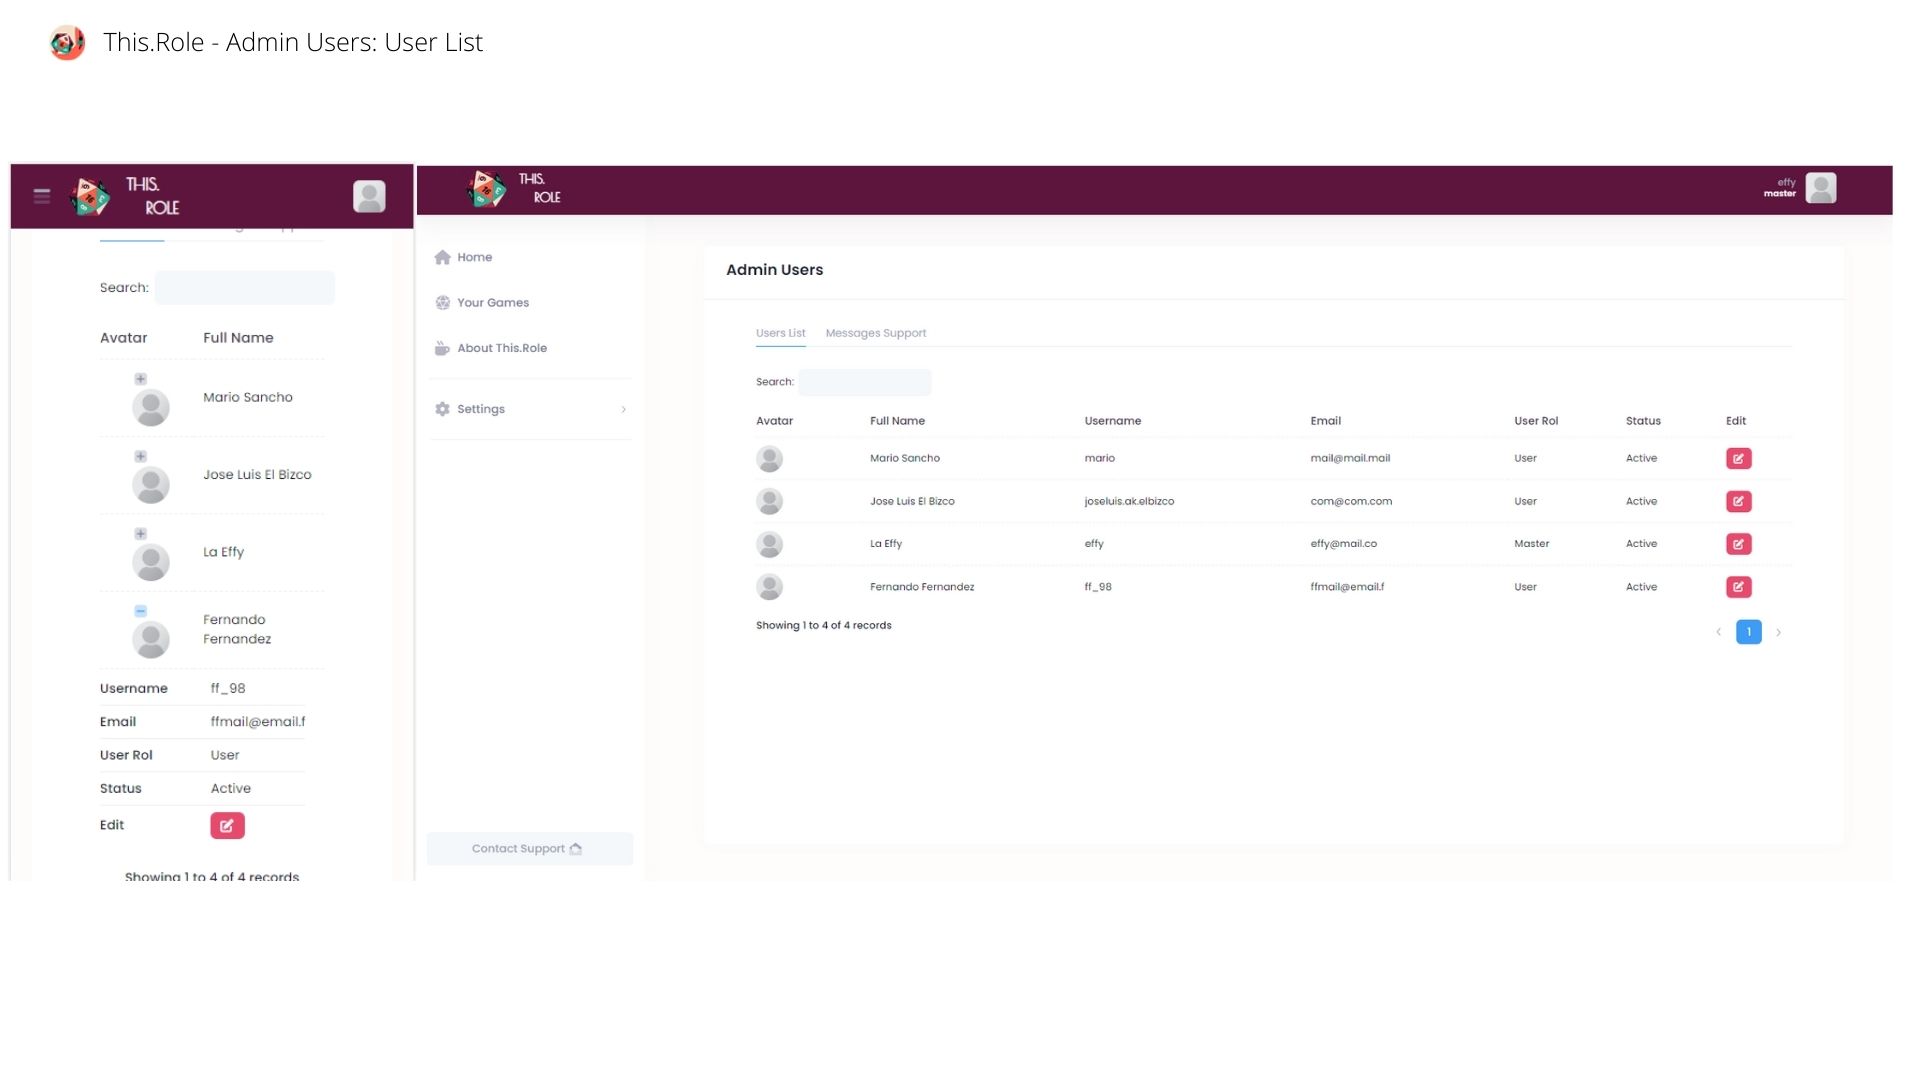 This.Role - Admin Users: User List
THIS.
ROLE
Search:
Avatar Full Name
Mario Sancho
Jose Luis El Bizco
La Effy
Fernando
Fernandez
Username ff_98
Email ffmail@email.f
User Rol User
Status Active
Edit
Showing 1 to 4 of 4 records
THIS.
ROLE
effy
master
Home
Your Games
About This.Role
Settings
Contact Support
Admin Users
Users List Messages Support
Search:
Avatar Full Name Username Email User Rol Status Edit
Mario Sancho mario mail@mail.mail User Active
Jose Luis El Bizco joseluis.ak.elbizco com@com.com User Active
La Effy effy effy@mail.co Master Active
Fernando Fernandez ff_98 ffmail@email.f User Active
Showing 1 to 4 of 4 records
1